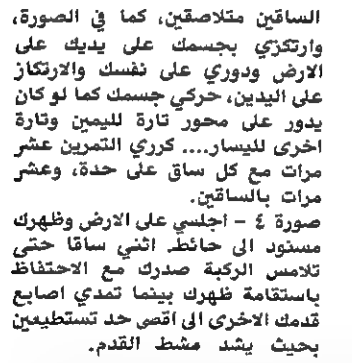 الساقين متلاصقين، كما في الصورة،
وارتكزي بجسمك على يديك على
الارض ودوري على نفسك والارتكاز
على اليدين، حركي جسمك كما لو كان
يدور على محور تارة لليمين وتارة
اخرى لليسار.... كرري التمرين عشر
مرات مع كل ساق على حدة، وعشر
مرات بالساقين.
صورة ٤ - اجلسي على الارض وظهرك
مسنود الى حائط. اثني ساقا حتى
تلامس الركبة صدرك مع الاحتفاظ
باستقامة ظهرك بينما تمدي اصابع
قدمك الاخرى الى اقصى حد تستطيعين
بحيث يشد مشط القدم.